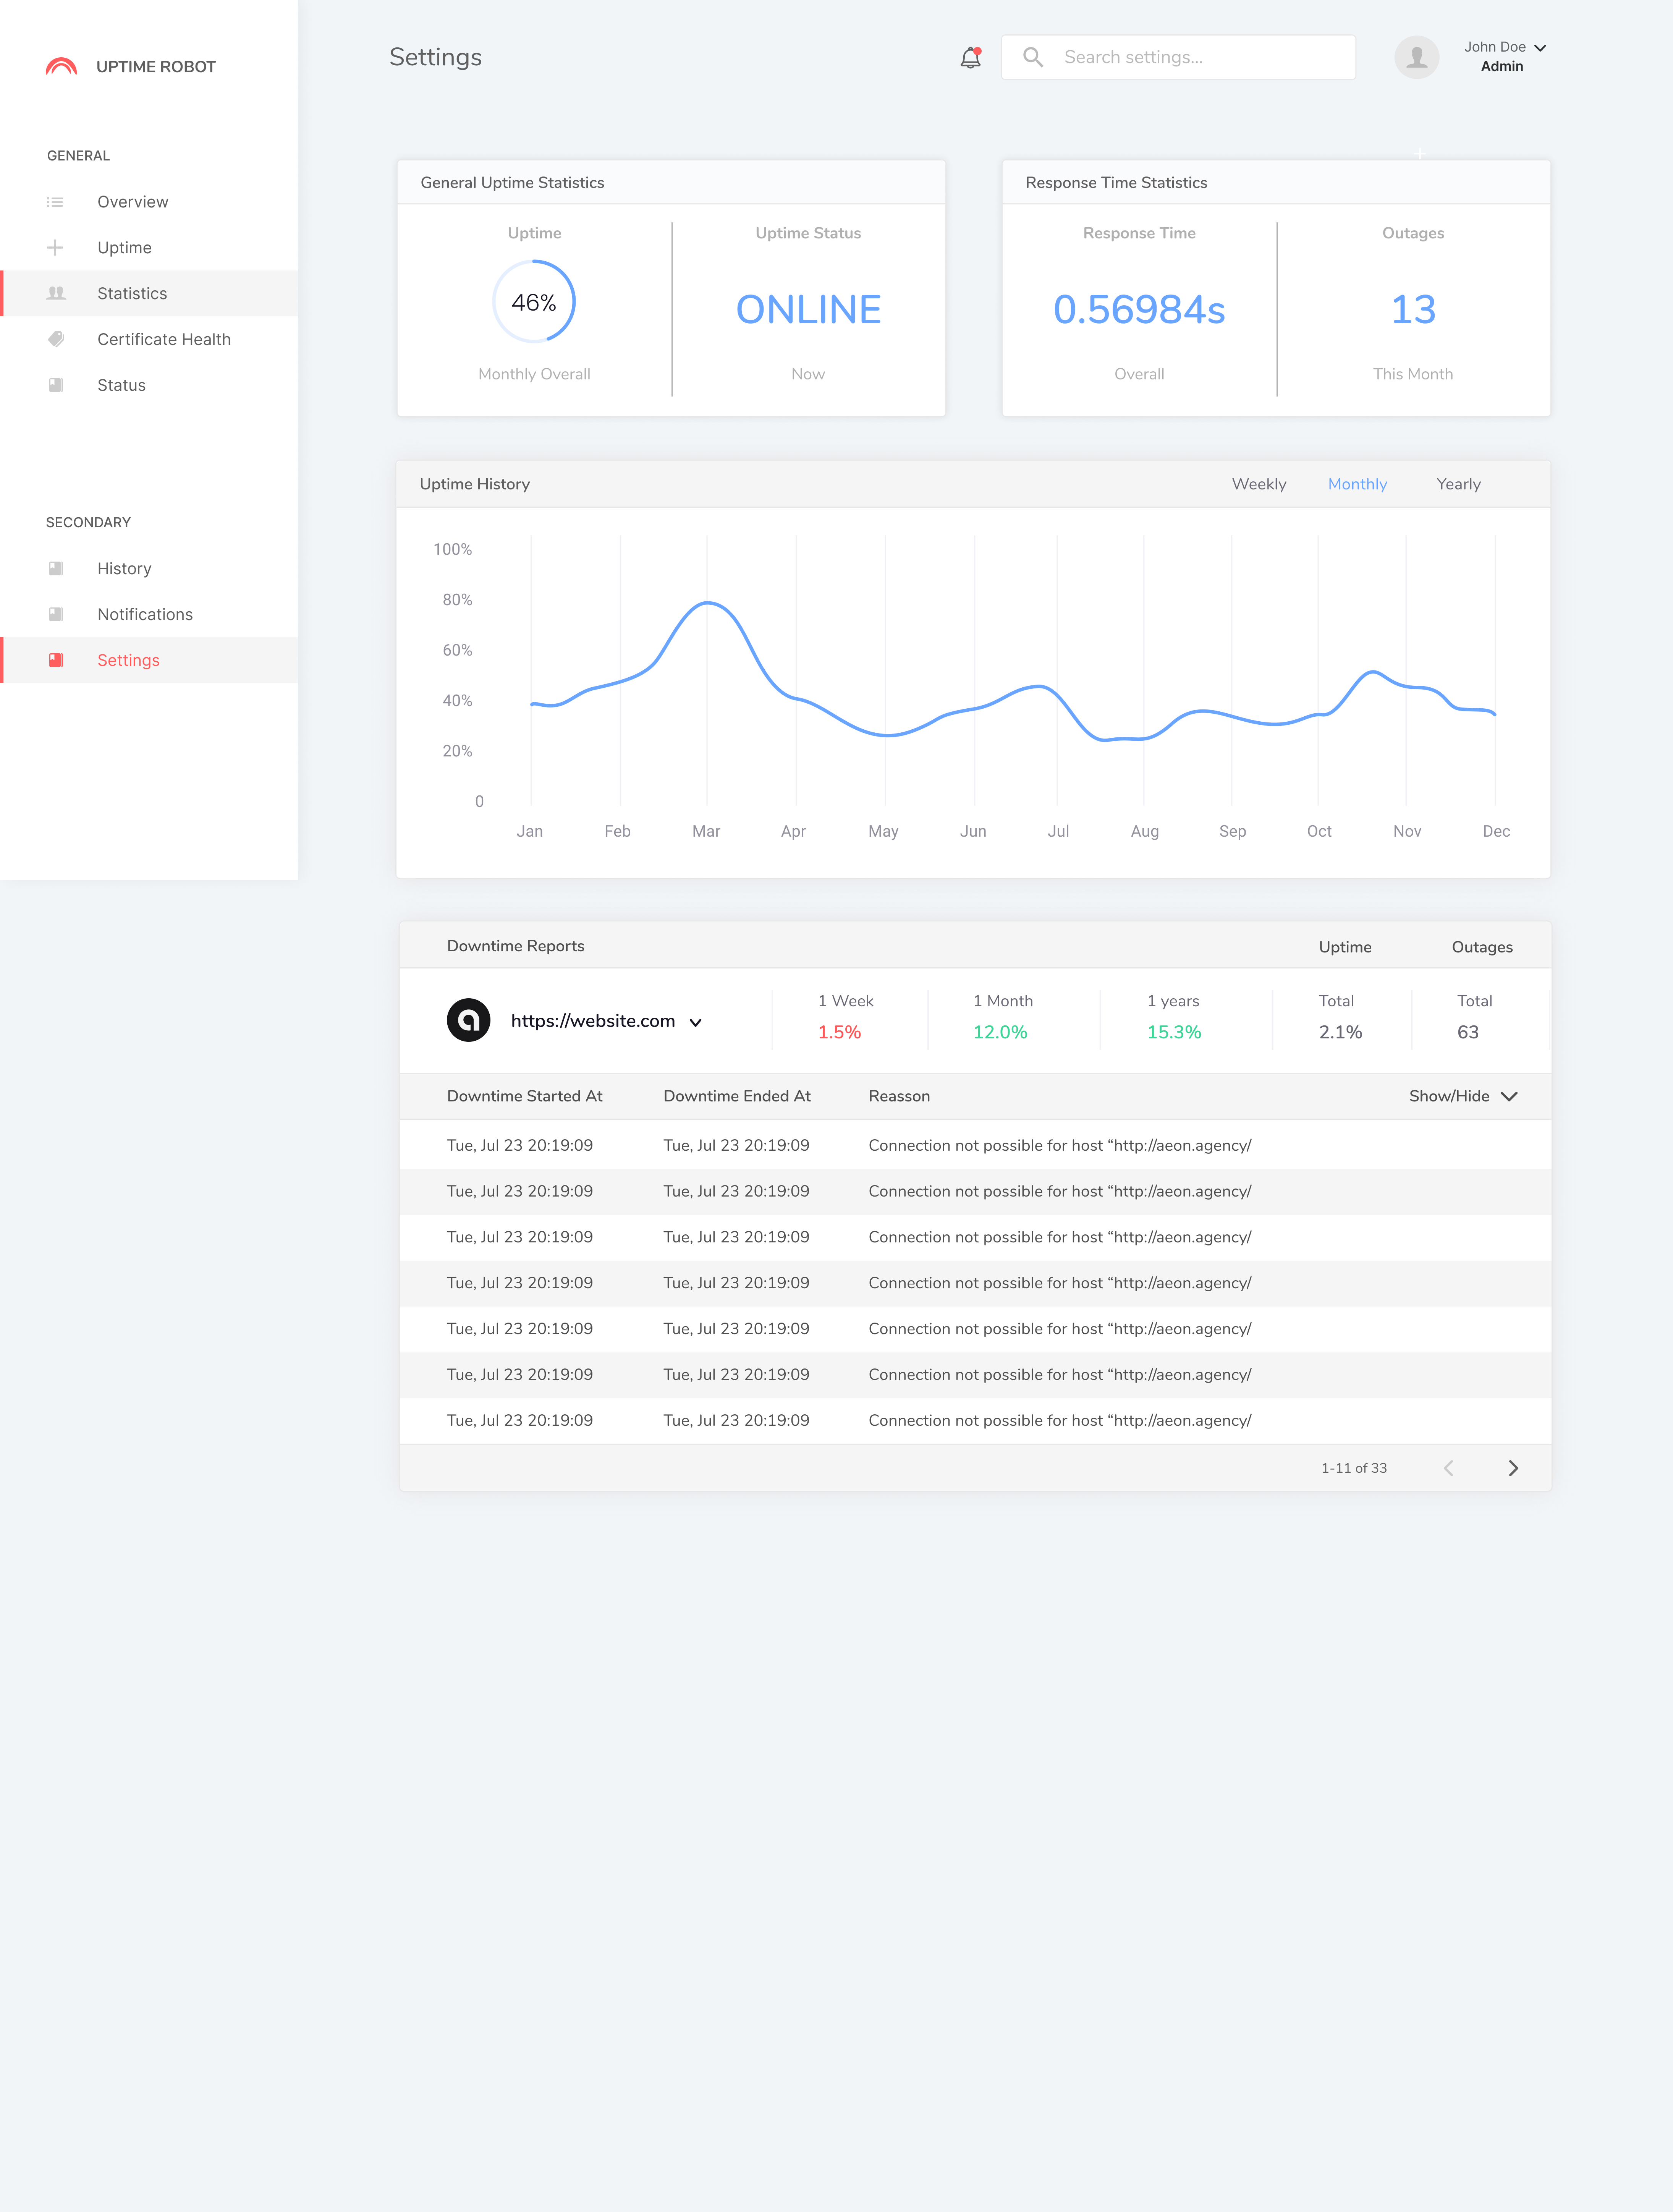 UPTIME ROBOT
GENERAL
Overview
Uptime
Statistics
Certificate Health
Status
SECONDARY
History
Notifications
Settings
Settings
Search settings...
John Doe
Admin
General Uptime Statistics
Uptime
46%
Monthly Overall
Uptime Status
ONLINE
Now
Response Time Statistics
Response Time
0.56984s
Overall
Outages
13
This Month
Uptime History
Weekly Monthly Yearly
100%
80%
60%
40%
20%
0
Jan Feb Mar Apr May Jun Jul Aug Sep Oct Nov Dec
Downtime Reports Uptime Outages
https://website.com
1 Week 1 Month 1 years Total Total
1.5% 12.0% 15.3% 2.1% 63
Downtime Started At Downtime Ended At Reasson Show/Hide
Tue, Jul 23 20:19:09 Tue, Jul 23 20:19:09 Connection not possible for host “http://aeon.agency/
Tue, Jul 23 20:19:09 Tue, Jul 23 20:19:09 Connection not possible for host “http://aeon.agency/
Tue, Jul 23 20:19:09 Tue, Jul 23 20:19:09 Connection not possible for host “http://aeon.agency/
Tue, Jul 23 20:19:09 Tue, Jul 23 20:19:09 Connection not possible for host “http://aeon.agency/
Tue, Jul 23 20:19:09 Tue, Jul 23 20:19:09 Connection not possible for host “http://aeon.agency/
Tue, Jul 23 20:19:09 Tue, Jul 23 20:19:09 Connection not possible for host “http://aeon.agency/
Tue, Jul 23 20:19:09 Tue, Jul 23 20:19:09 Connection not possible for host “http://aeon.agency/
1-11 of 33